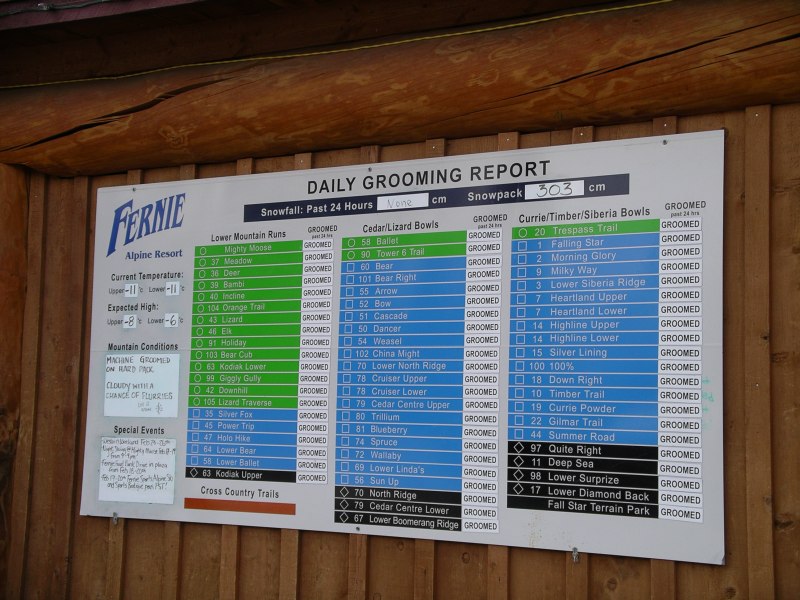 DAILY GROOMING REPORT
Snowfall: Past 24 Hours None cm Snowpack 303 cm
FERNIE
Alpine Resort
Current Temperature:
Upper -11 °c Lower -11 °c
Expected High:
Upper -8 °c Lower -6 °c
Mountain Conditions
MACHINE GROOMED
ON HARD PACK
CLOUDY WITH A
CHANCE OF FLURRIES
Special Events
Lower Mountain Runs GROOMED past 24 hrs
Mighty Moose GROOMED
37 Meadow GROOMED
38 Deer GROOMED
39 Bambi GROOMED
40 Incline GROOMED
104 Orange Trail GROOMED
43 Lizard GROOMED
46 Elk GROOMED
91 Holiday GROOMED
103 Bear Cub GROOMED
63 Kodiak Lower GROOMED
99 Giggly Gully GROOMED
42 Downhill GROOMED
105 Lizard Traverse GROOMED
35 Silver Fox GROOMED
45 Power Trip GROOMED
47 Holo Hike GROOMED
64 Lower Bear GROOMED
58 Lower Ballet GROOMED
63 Kodiak Upper GROOMED
Cross Country Trails
Cedar/Lizard Bowls GROOMED past 24 hrs
58 Ballet GROOMED
90 Tower 6 Trail GROOMED
60 Bear GROOMED
101 Bear Right GROOMED
55 Arrow GROOMED
52 Bow GROOMED
51 Cascade GROOMED
50 Dancer GROOMED
54 Weasel GROOMED
102 China Might GROOMED
70 Lower North Ridge GROOMED
78 Cruiser Upper GROOMED
78 Cruiser Lower GROOMED
79 Cedar Centre Upper GROOMED
80 Trillium GROOMED
81 Blueberry GROOMED
74 Spruce GROOMED
72 Wallaby GROOMED
69 Lower Linda's GROOMED
56 Sun Up GROOMED
70 North Ridge GROOMED
79 Cedar Centre Lower GROOMED
67 Lower Boomerang Ridge GROOMED
Currie/Timber/Siberia Bowls GROOMED past 24 hrs
20 Trespass Trail GROOMED
1 Falling Star GROOMED
2 Morning Glory GROOMED
9 Milky Way GROOMED
3 Lower Siberia Ridge GROOMED
7 Heartland Upper GROOMED
7 Heartland Lower GROOMED
14 Highline Upper GROOMED
14 Highline Lower GROOMED
15 Silver Lining GROOMED
100 100% GROOMED
18 Down Right GROOMED
10 Timber Trail GROOMED
19 Currie Powder GROOMED
22 Gilmar Trail GROOMED
44 Summer Road GROOMED
97 Quite Right GROOMED
11 Deep Sea GROOMED
98 Lower Surprize GROOMED
17 Lower Diamond Back GROOMED
Fall Star Terrain Park GROOMED